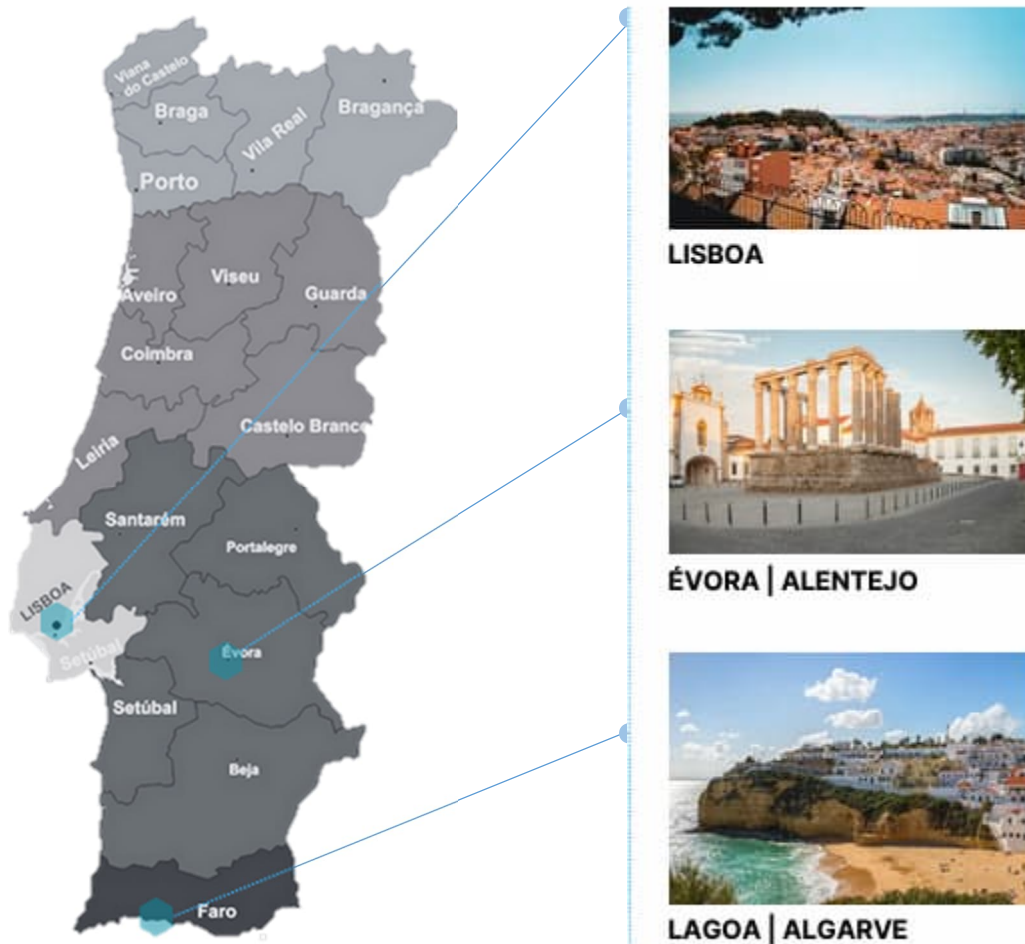 Viana
do Castelo
Braga
Vila Real
Bragança
Porto
Aveiro
Viseu
Guarda
Coimbra
Castelo Branco
Leiria
Santarém
Portalegre
LISBOA
Setúbal
Évora
Setúbal
Beja
Faro
LISBOA
ÉVORA | ALENTEJO
LAGOA | ALGARVE